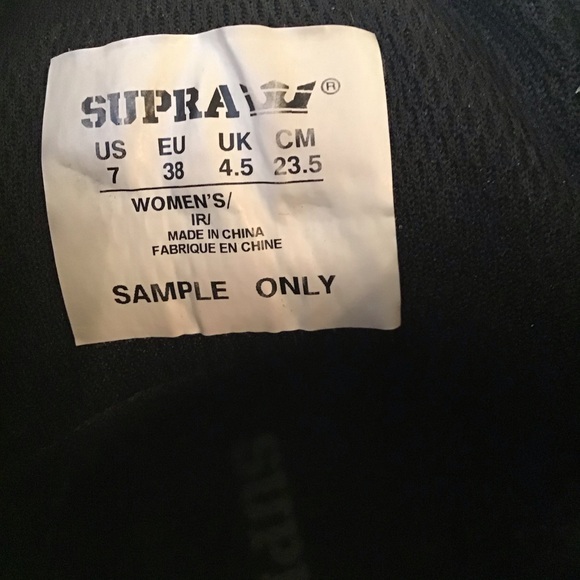 SUPRA ®
US EU UK CM
7 38 4.5 23.5
WOMEN'S/
IR/
MADE IN CHINA
FABRIQUE EN CHINE
SAMPLE ONLY